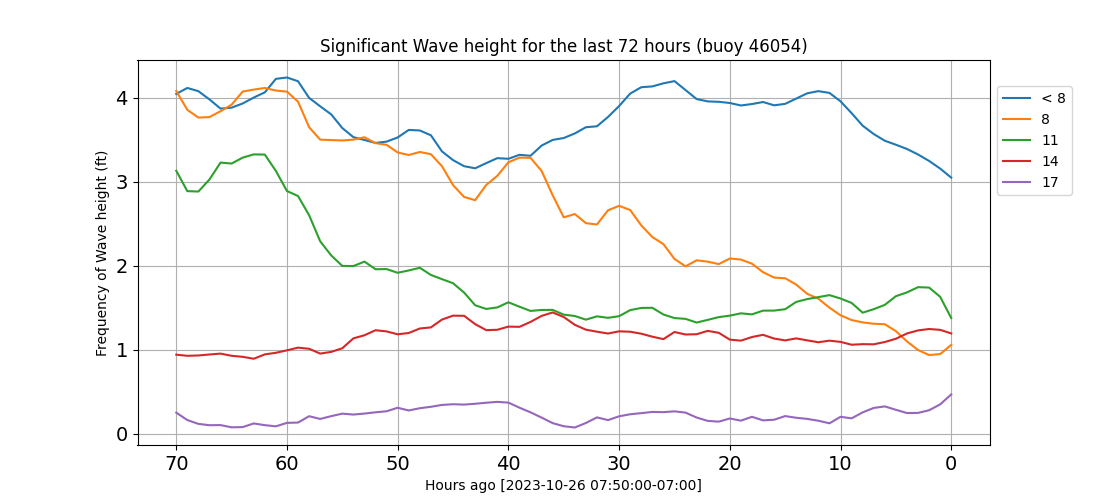 Significant Wave height for the last 72 hours (buoy 46054)
Frequency of Wave height (ft)
4
3
2
1
0
70 60 50 40 30 20 10 0
Hours ago [2023-10-26 07:50:00-07:00]
< 8
8
11
14
17